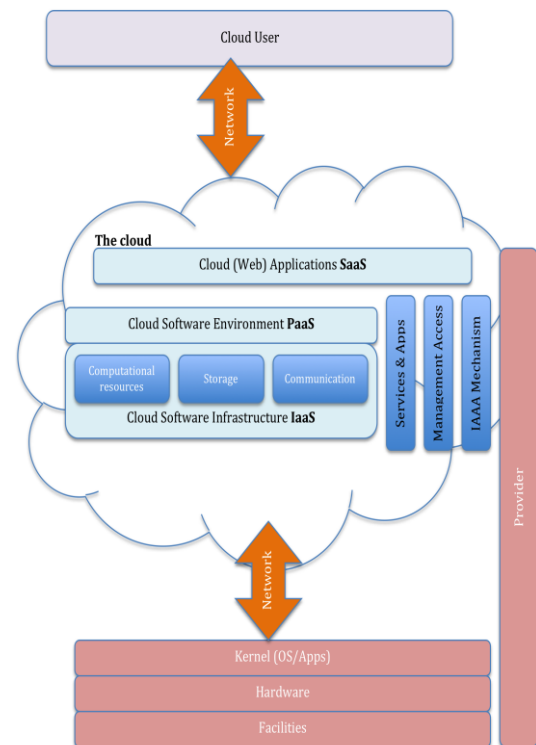 Cloud User
Network
The cloud
Cloud (Web) Applications SaaS
Cloud Software Environment PaaS
Computational
resources
Storage
Communication
Cloud Software Infrastructure IaaS
Services & Apps
Management Access
IAAA Mechanism
Provider
Network
Kernel (OS/Apps)
Hardware
Facilities